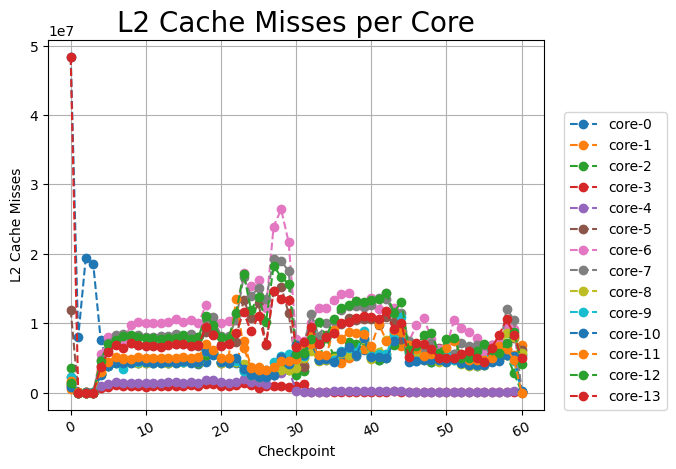 L2 Cache Misses per Core
1e7
5
4
3
2
1
0
L2 Cache Misses
0
10
20
30
40
50
60
Checkpoint
core-0
core-1
core-2
core-3
core-4
core-5
core-6
core-7
core-8
core-9
core-10
core-11
core-12
core-13